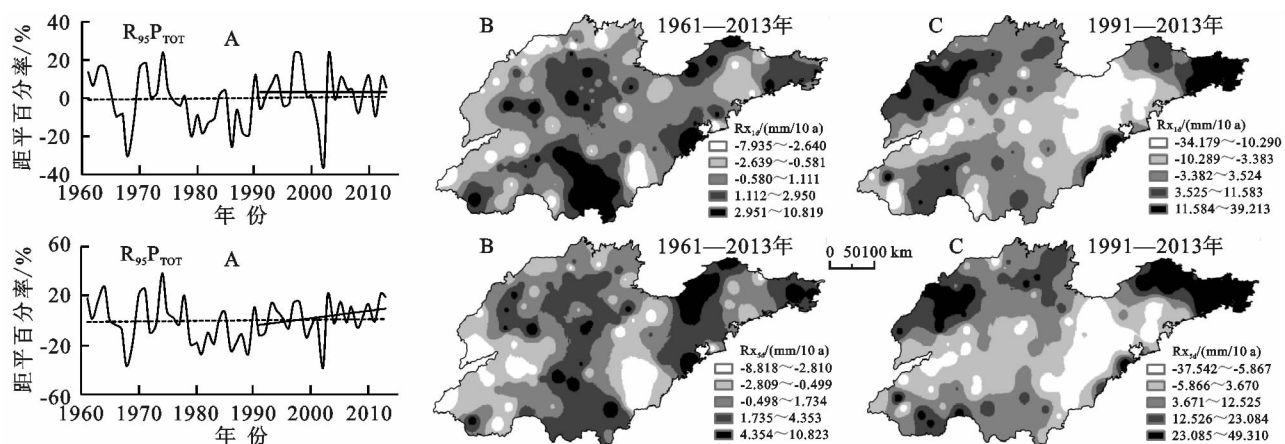 距平百分率/%
40
20
0
-20
-40
R₉₅P_TOT A
1960 1970 1980 1990 2000 2010
年 份
B 1961—2013年
Rx₁d/(mm/10 a)
-7.935～-2.640
-2.639～-0.581
-0.580～1.111
1.112～2.950
2.951～10.819
C 1991—2013年
Rx₁d/(mm/10 a)
-34.179～-10.290
-10.289～-3.383
-3.382～3.524
3.525～11.583
11.584～39.213
距平百分率/%
60
20
-20
-60
R₉₅P_TOT A
1960 1970 1980 1990 2000 2010
年 份
B 1961—2013年
Rx₅d/(mm/10 a)
-8.818～-2.810
-2.809～-0.499
-0.498～1.734
1.735～4.353
4.354～10.823
0 50100 km
C 1991—2013年
Rx₅d/(mm/10 a)
-37.542～-5.867
-5.866～3.670
3.671～12.525
12.526～23.084
23.085～49.310